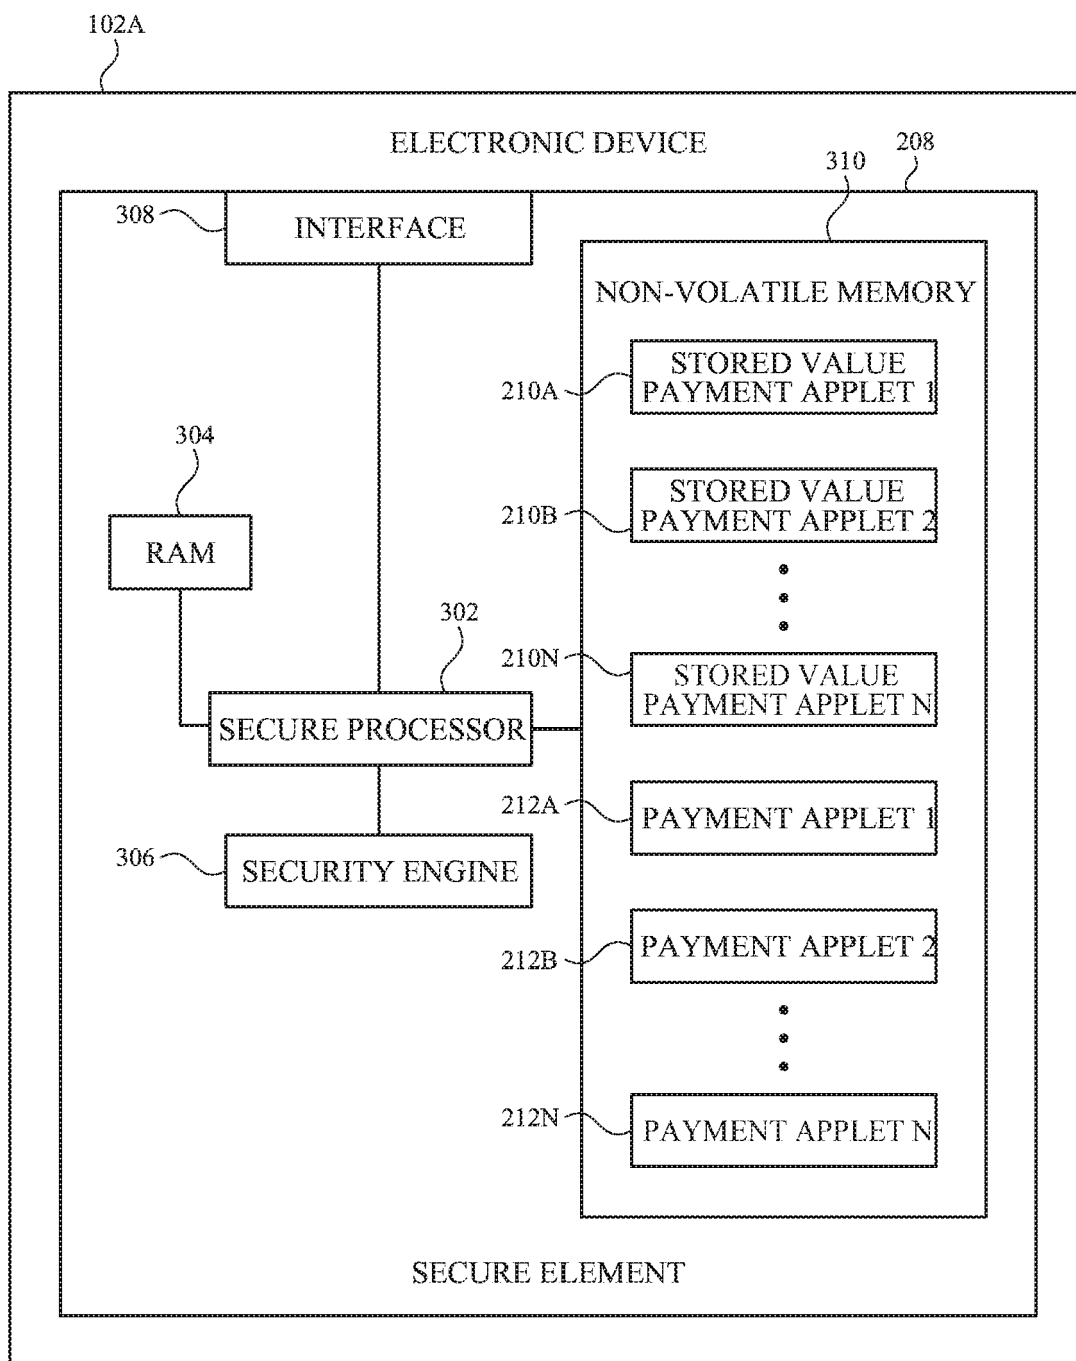 102A
ELECTRONIC DEVICE
208
310
308
INTERFACE
NON-VOLATILE MEMORY
210A
STORED VALUE
PAYMENT APPLET 1
304
RAM
210B
STORED VALUE
PAYMENT APPLET 2
302
210N
STORED VALUE
PAYMENT APPLET N
SECURE PROCESSOR
212A
PAYMENT APPLET 1
306
SECURITY ENGINE
212B
PAYMENT APPLET 2
212N
PAYMENT APPLET N
SECURE ELEMENT